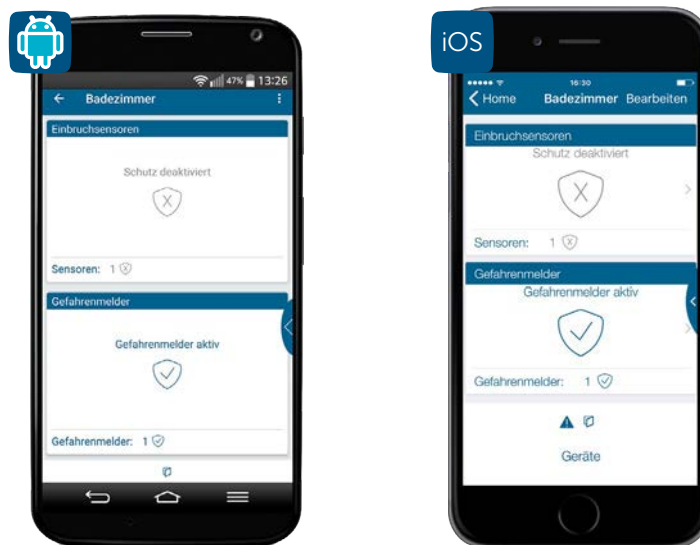 47% 13:26
Badezimmer
Einbruchsensoren
Schutz deaktiviert
Sensoren: 1
Gefahrenmelder
Gefahrenmelder aktiv
Gefahrenmelder: 1
iOS
16:30
Home Badezimmer Bearbeiten
Einbruchsensoren
Schutz deaktiviert
Sensoren: 1
Gefahrenmelder
Gefahrenmelder aktiv
Gefahrenmelder: 1
Geräte